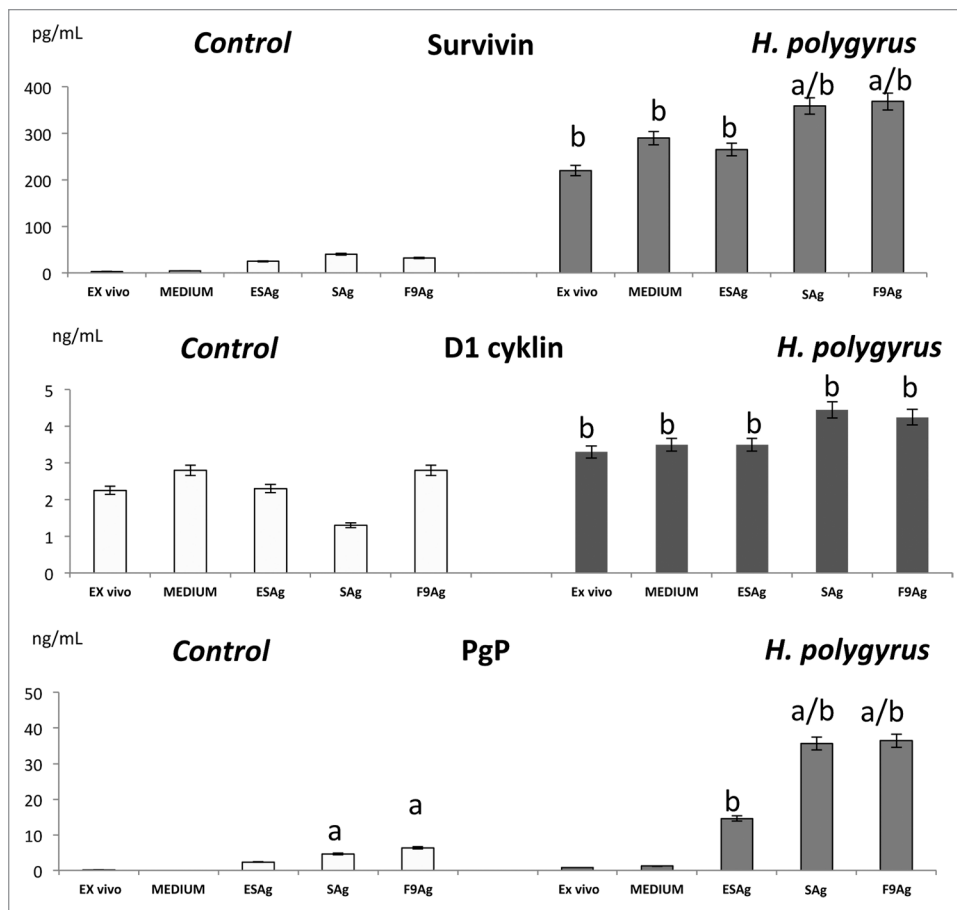 pg/mL
Control Survivin H. polygyrus
400
300
200
100
0
b b b a/b a/b
EX vivo MEDIUM ESAg SAg F9Ag Ex vivo MEDIUM ESAg SAg F9Ag
ng/mL
Control D1 cyklin H. polygyrus
5
4
3
2
1
0
b b b b b
EX vivo MEDIUM ESAg SAg F9Ag Ex vivo MEDIUM ESAg SAg F9Ag
ng/mL
Control PgP H. polygyrus
50
40
30
20
10
0
a a b a/b a/b
EX vivo MEDIUM ESAg SAg F9Ag Ex vivo MEDIUM ESAg SAg F9Ag